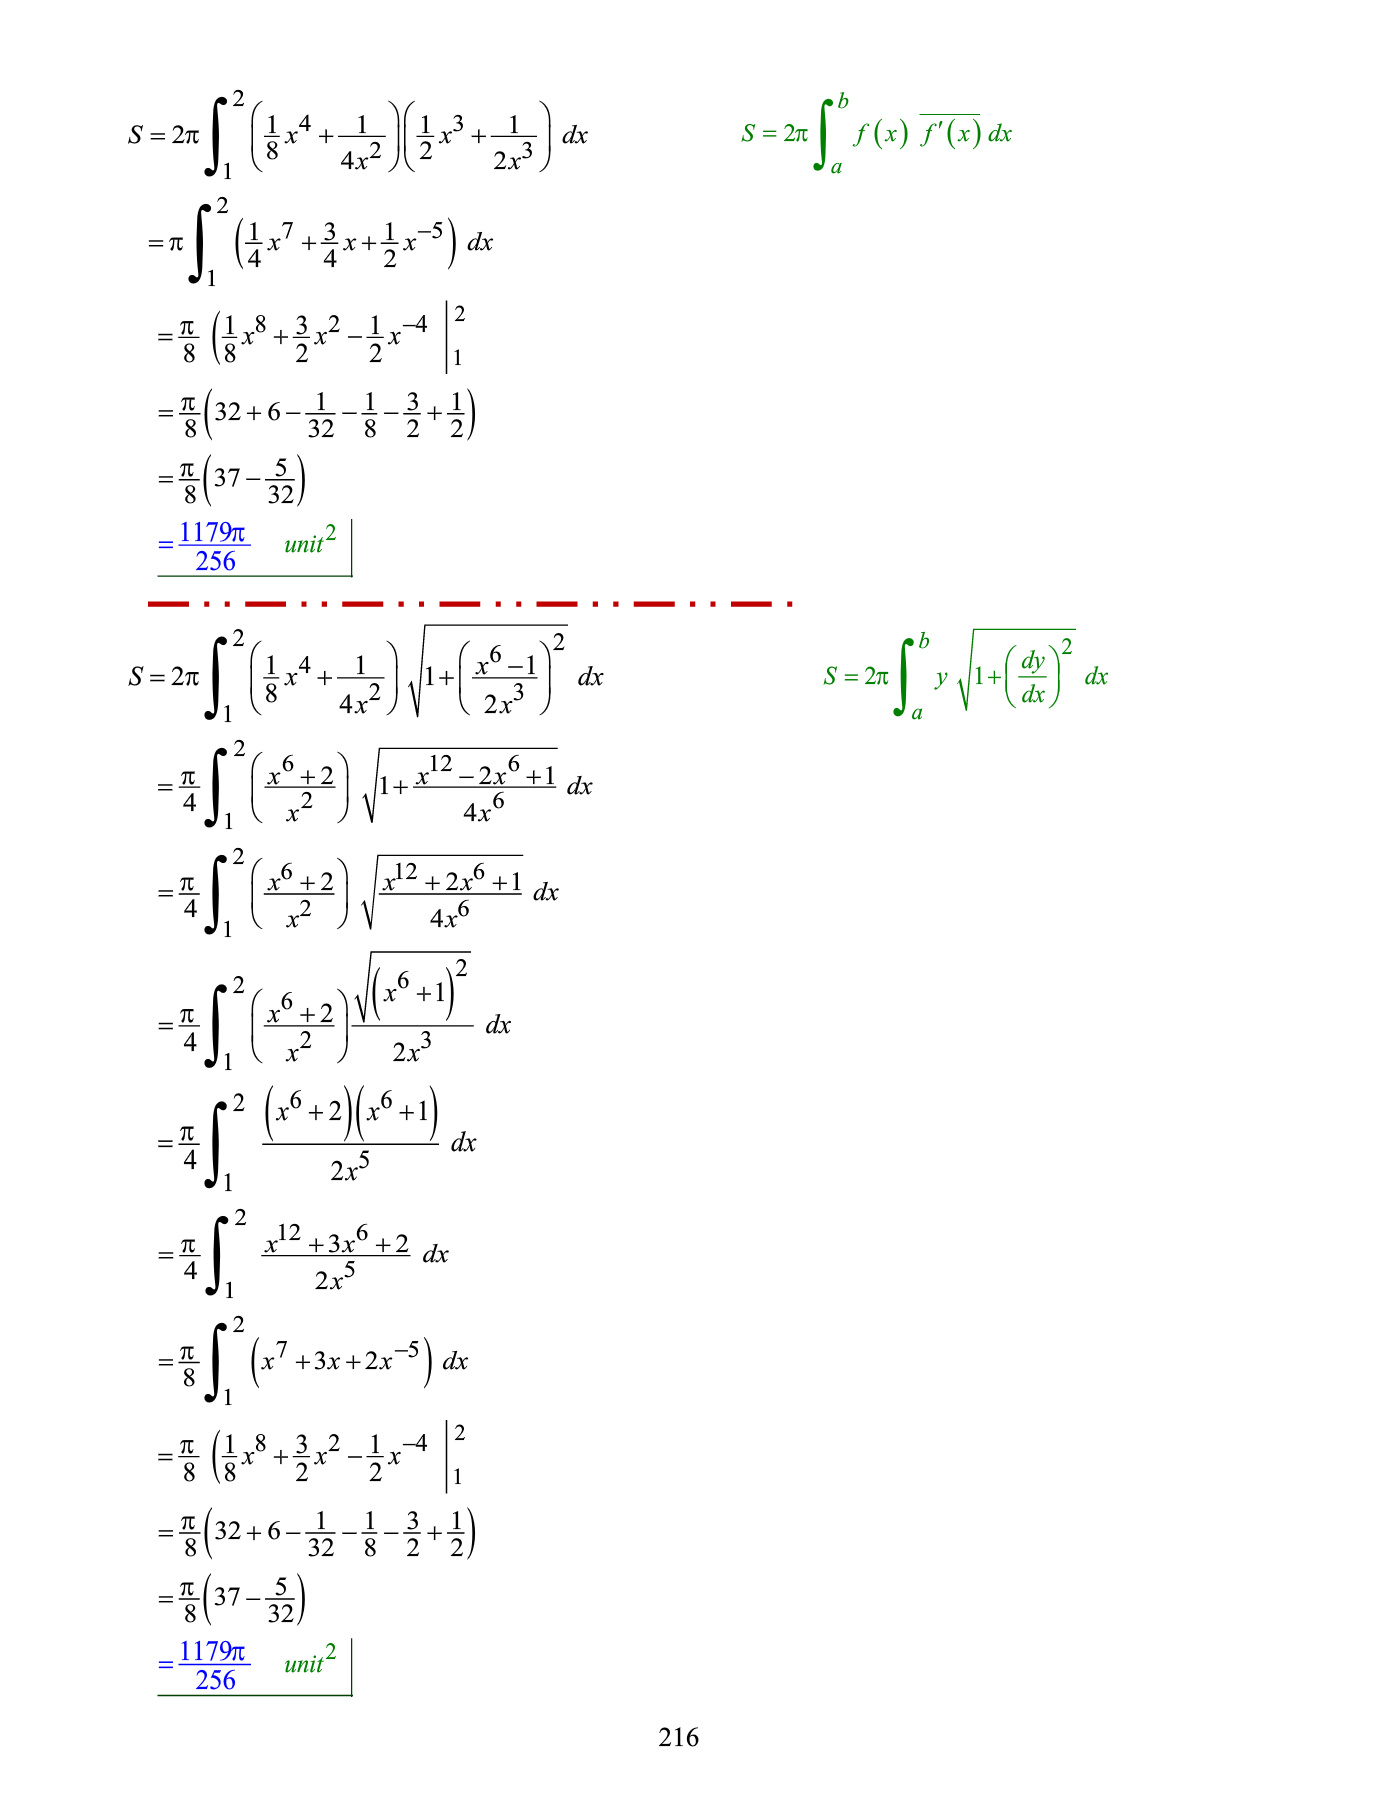 S = 2π ∫₁² (1/8 x⁴ + 1/(4x²)) (1/2 x³ + 1/(2x³)) dx S = 2π ∫ₐᵇ f(x) \overline{f′(x)} dx
= π ∫₁² (1/4 x⁷ + 3/4 x + 1/2 x⁻⁵) dx
= π/8 (1/8 x⁸ + 3/2 x² − 1/2 x⁻⁴ |₁²
= π/8 (32 + 6 − 1/32 − 1/8 − 3/2 + 1/2)
= π/8 (37 − 5/32)
= 1179π/256 unit²
S = 2π ∫₁² (1/8 x⁴ + 1/(4x²)) √(1 + ((x⁶ − 1)/(2x³))²) dx S = 2π ∫ₐᵇ y √(1 + (dy/dx)²) dx
= π/4 ∫₁² ((x⁶ + 2)/x²) √(1 + (x¹² − 2x⁶ + 1)/(4x⁶)) dx
= π/4 ∫₁² ((x⁶ + 2)/x²) √((x¹² + 2x⁶ + 1)/(4x⁶)) dx
= π/4 ∫₁² ((x⁶ + 2)/x²) √((x⁶ + 1)²)/(2x³) dx
= π/4 ∫₁² (x⁶ + 2)(x⁶ + 1)/(2x⁵) dx
= π/4 ∫₁² (x¹² + 3x⁶ + 2)/(2x⁵) dx
= π/8 ∫₁² (x⁷ + 3x + 2x⁻⁵) dx
= π/8 (1/8 x⁸ + 3/2 x² − 1/2 x⁻⁴ |₁²
= π/8 (32 + 6 − 1/32 − 1/8 − 3/2 + 1/2)
= π/8 (37 − 5/32)
= 1179π/256 unit²
216